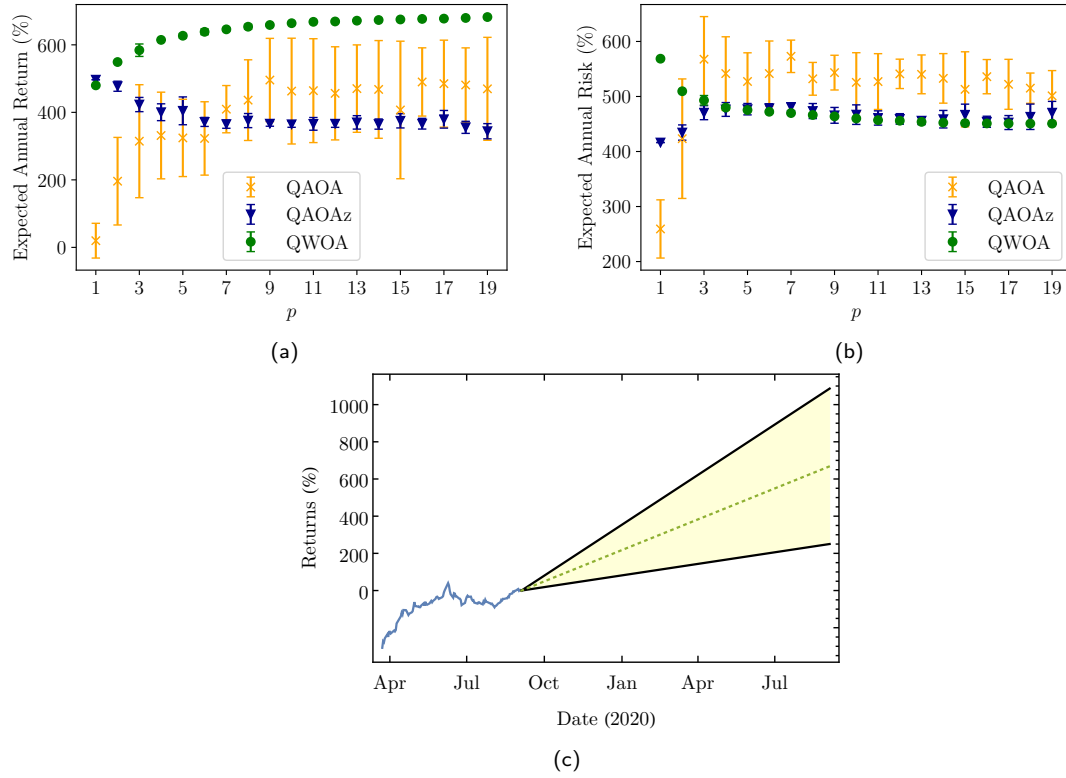 Expected Annual Return (%)
600
400
200
0
QAOA
QAOAz
QWOA
1 3 5 7 9 11 13 15 17 19
p
(a)
Expected Annual Risk (%)
600
500
400
300
200
QAOA
QAOAz
QWOA
1 3 5 7 9 11 13 15 17 19
p
(b)
Returns (%)
1000
800
600
400
200
0
Apr Jul Oct Jan Apr Jul
Date (2020)
(c)